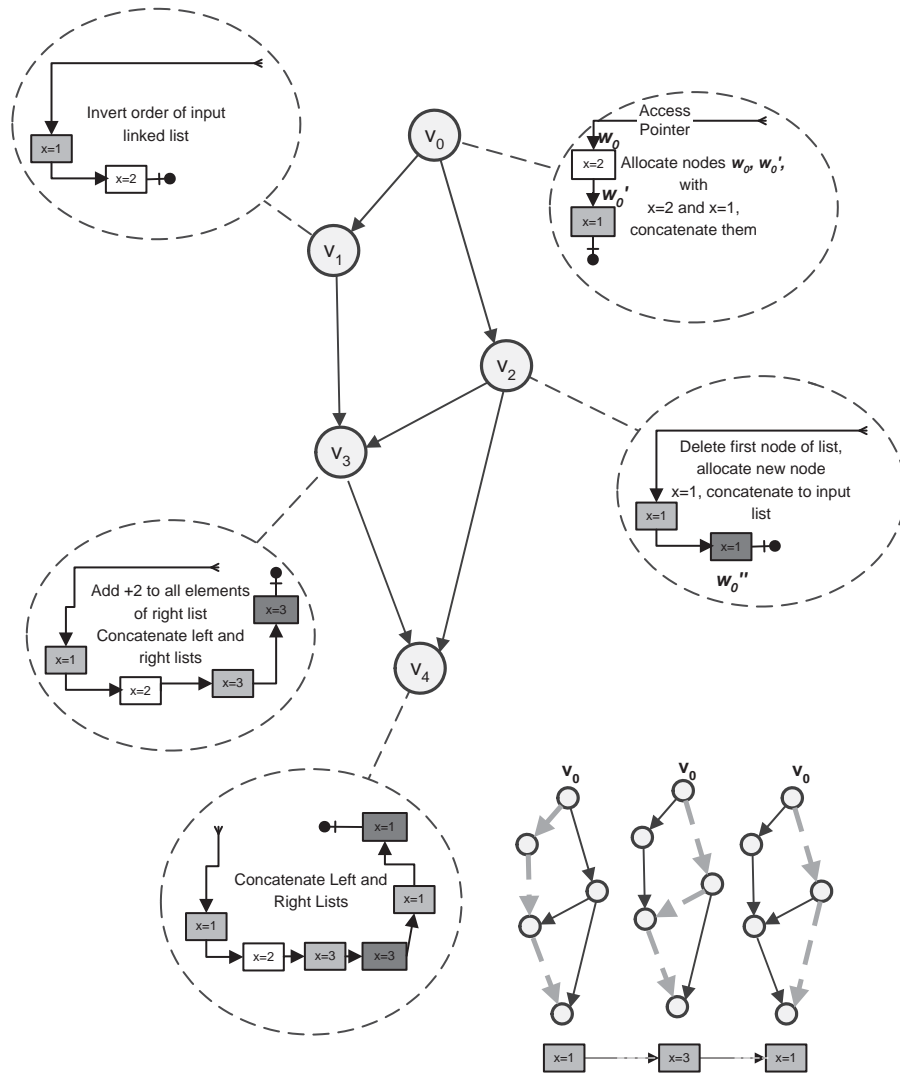 Invert order of input
linked list
x=1
x=2
v0
Access
Pointer
w0
x=2
Allocate nodes w0, w0',
with
w0'
x=1
x=2 and x=1,
concatenate them
v1
v2
Delete first node of list,
allocate new node
x=1, concatenate to input
list
x=1
x=1
w0''
v3
Add +2 to all elements
of right list
x=3
Concatenate left and
right lists
x=1
x=2
x=3
v4
x=1
Concatenate Left and
Right Lists
x=1
x=1
x=2
x=3
x=3
v0
v0
v0
x=1
x=3
x=1